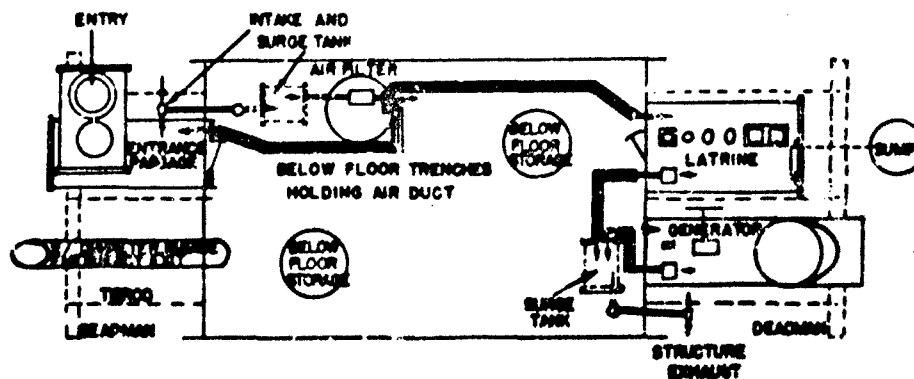 ENTRY
INTAKE AND
SURGE TANK
AIR FILTER
ENTRANCE
PASSAGE
BELOW
FLOOR
STORAGE
LATRINE
SUMP
BELOW FLOOR TRENCHES
HOLDING AIR DUCT
GENERATOR
BELOW
FLOOR
STORAGE
TIEROD
DEADMAN
SURGE
TANK
DEADMAN
STRUCTURE
EXHAUST